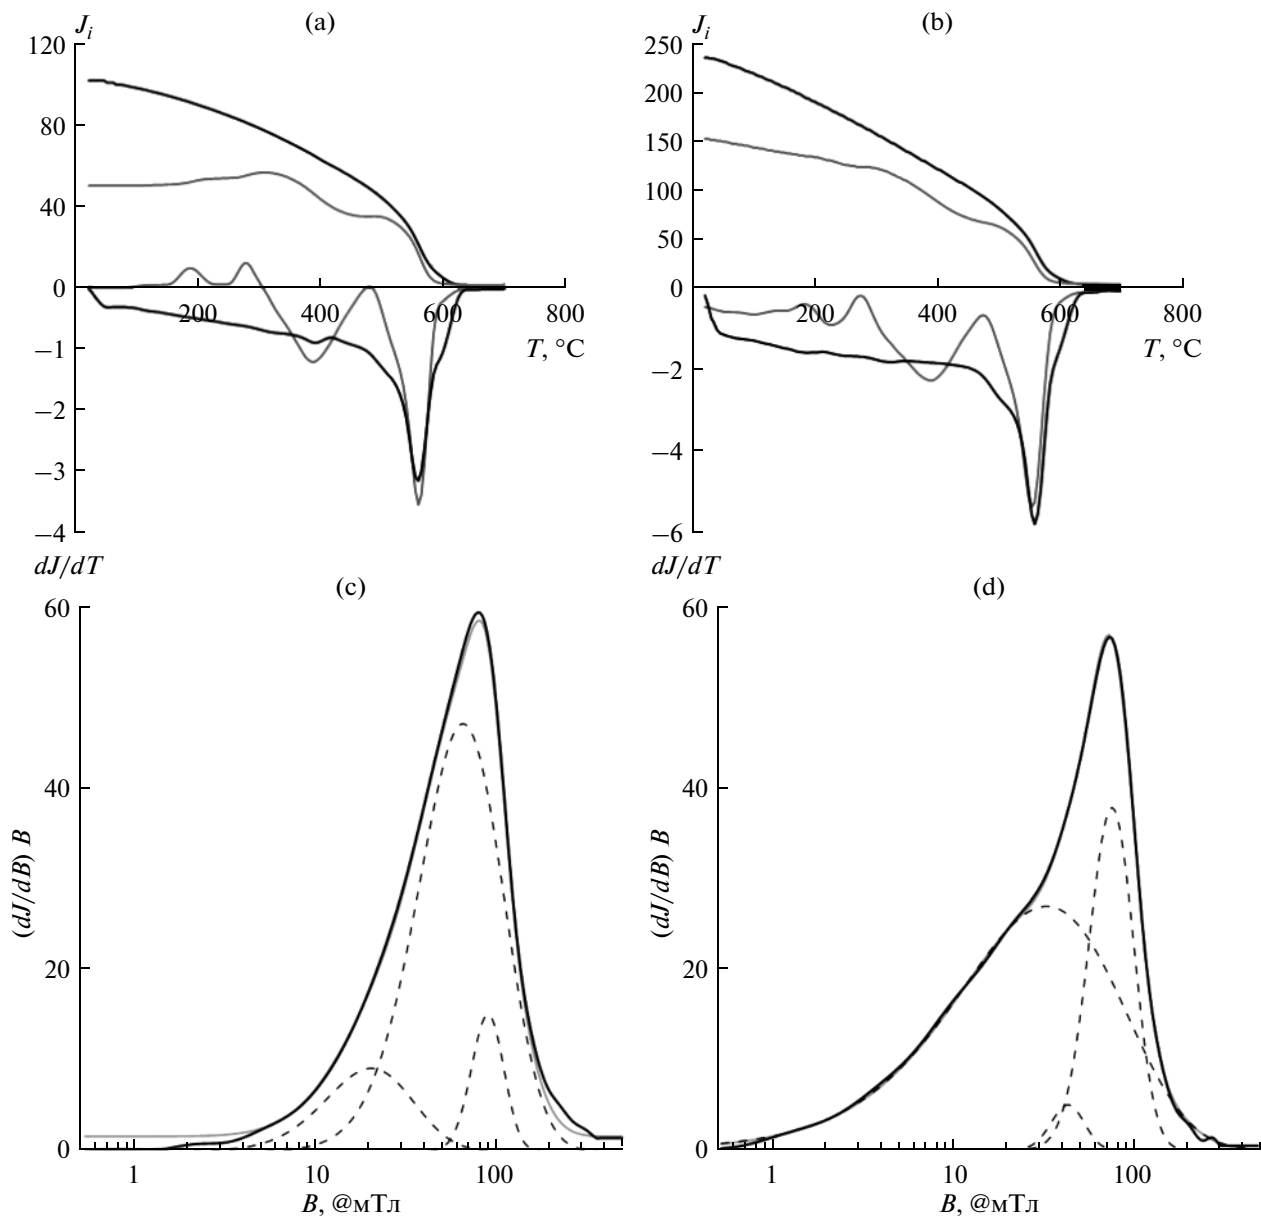 (a) (b)
J_i J_i
120 250
200
80 150
40 100
50
0 200 400 600 800 0 200 400 600 800
T, °C T, °C
−1 −2
−2 −4
−3
−4 −6
dJ/dT dJ/dT
(c) (d)
60 60
40 40
(dJ/dB) B (dJ/dB) B
20 20
0 0
1 10 100 1 10 100
B, @мТл B, @мТл